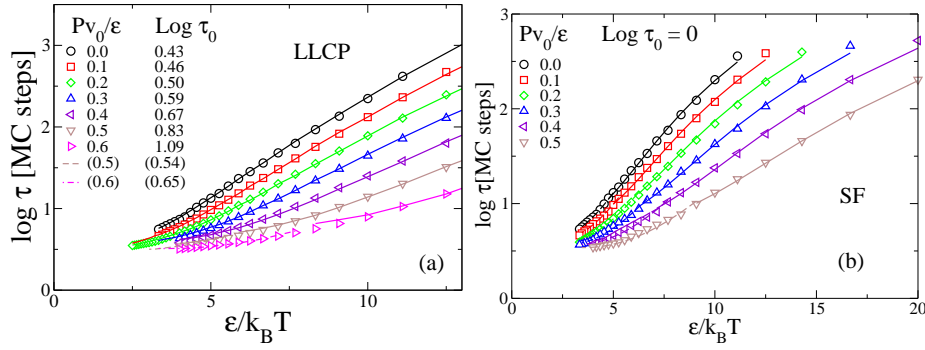 Pv₀/ε Log τ₀
0.0 0.43
0.1 0.46
0.2 0.50
0.3 0.59
0.4 0.67
0.5 0.83
0.6 1.09
(0.5) (0.54)
(0.6) (0.65)
LLCP
(a)
log τ [MC steps]
3
2
1
0
0 5 10
ε/k_BT
Pv₀/ε Log τ₀ = 0
0.0
0.1
0.2
0.3
0.4
0.5
SF
(b)
log τ [MC steps]
3
2
1
0
0 5 10 15 20
ε/k_BT